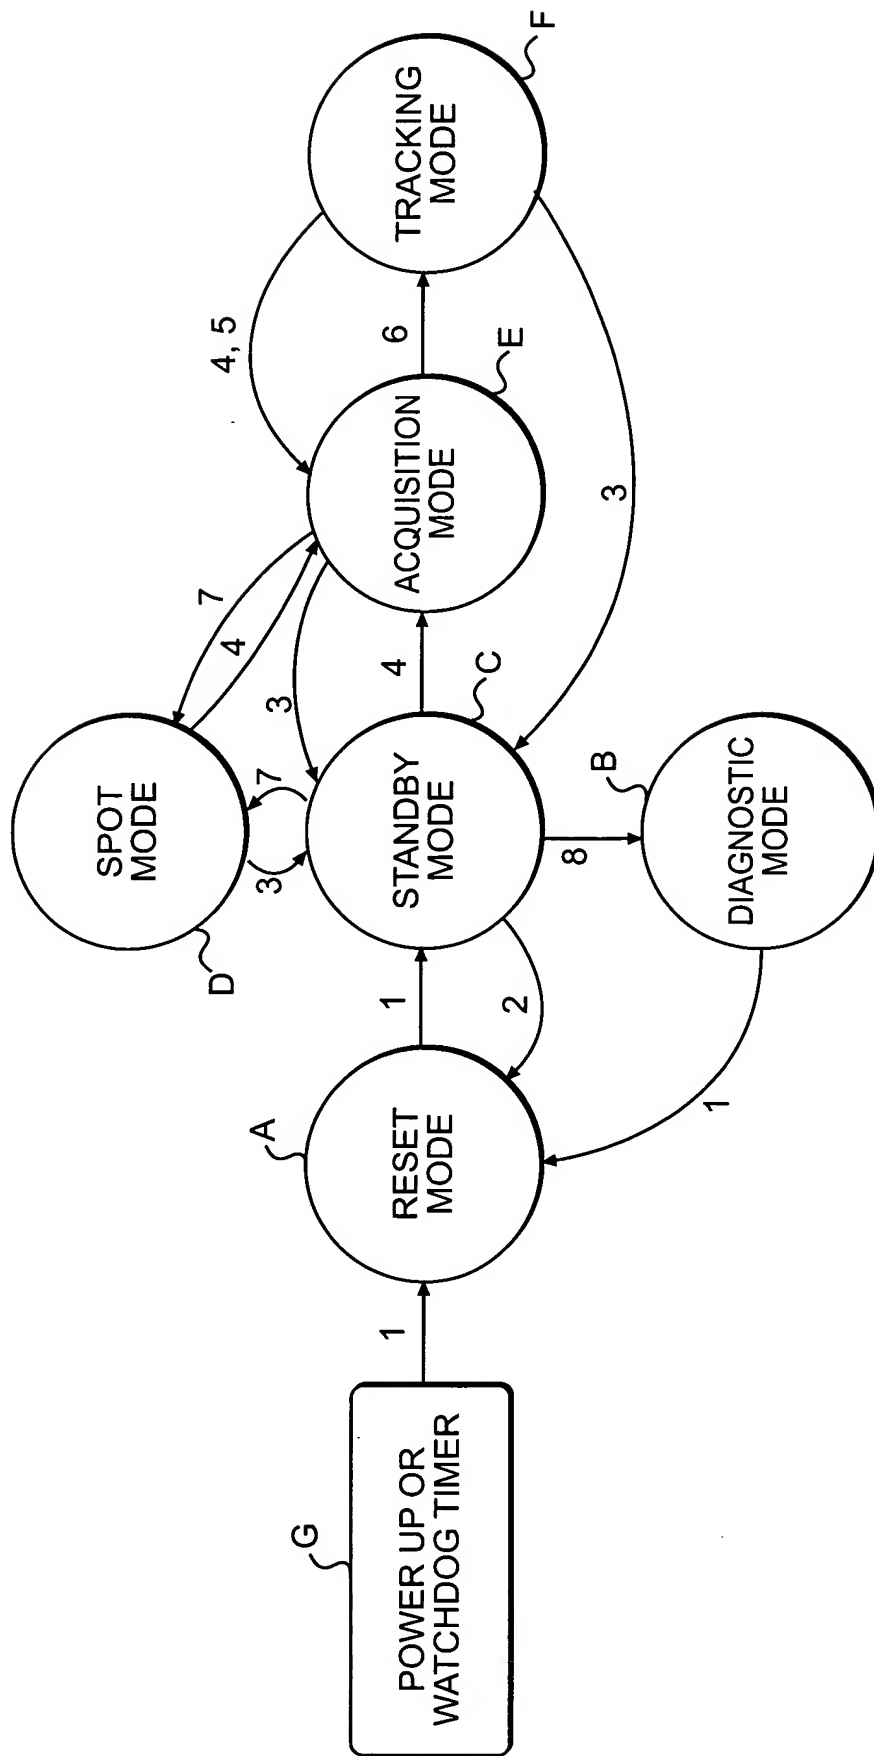 G
POWER UP OR
WATCHDOG TIMER
1
A
RESET
MODE
1
2
1
D
SPOT
MODE
3
7
STANDBY
MODE
C
8
B
DIAGNOSTIC
MODE
3
4
7
4
ACQUISITION
MODE
E
3
4, 5
6
TRACKING
MODE
F